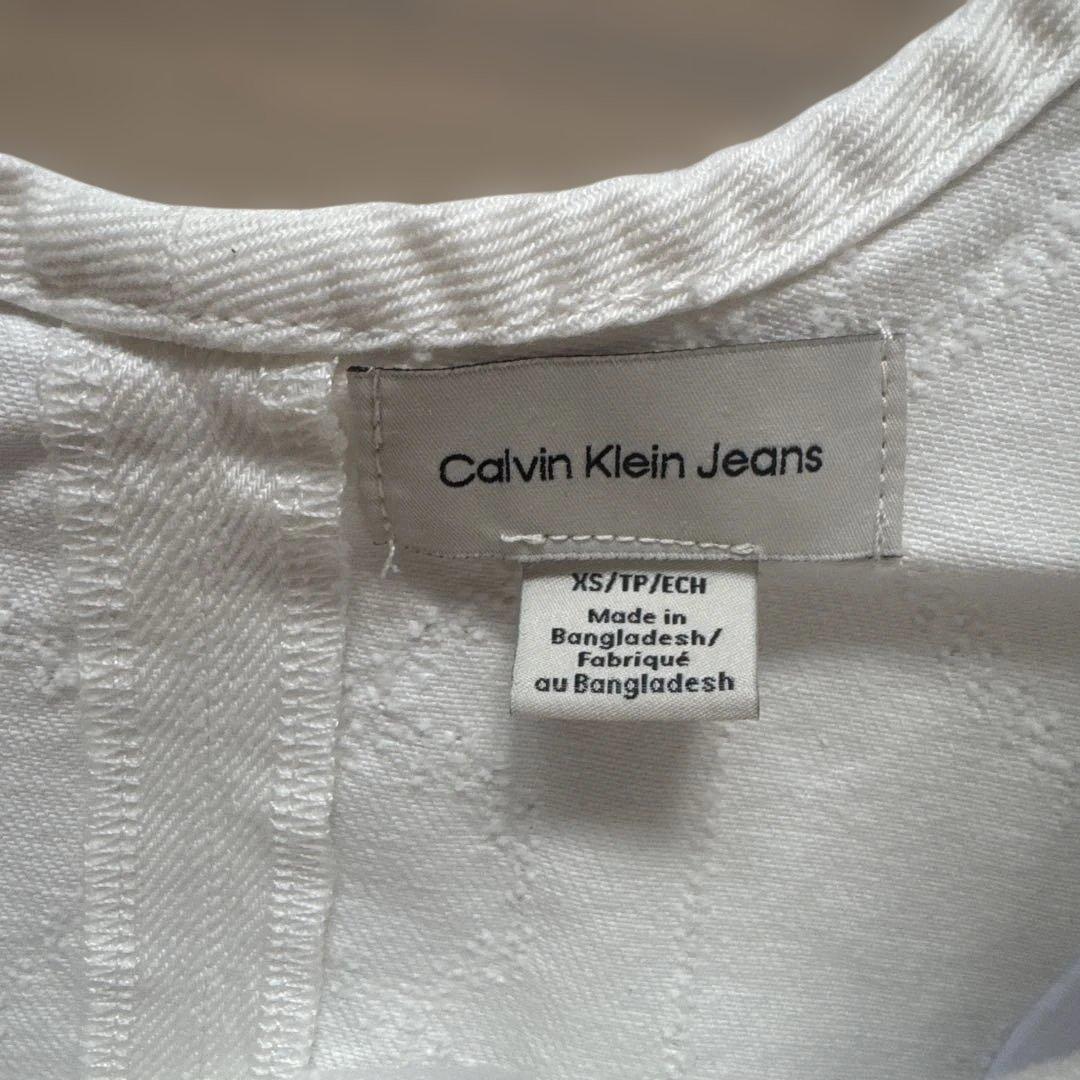 Calvin Klein Jeans
XS/TP/ECH
Made in
Bangladesh/
Fabriqué
au Bangladesh